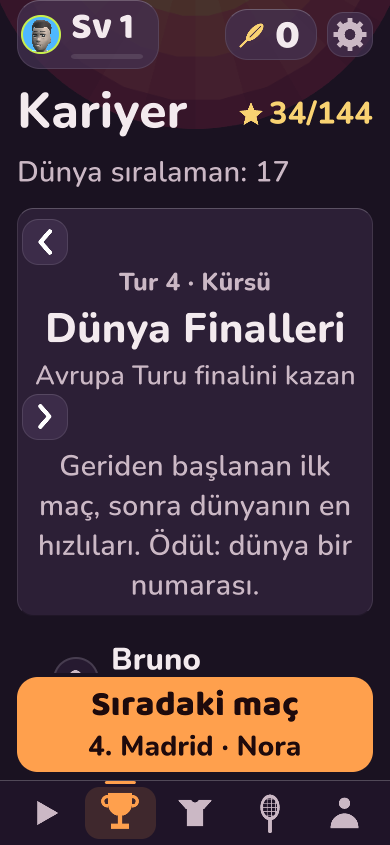 Sv 1
0
Kariyer
34/144
Dünya sıralaman: 17
Tur 4 · Kürsü
Dünya Finalleri
Avrupa Turu finalini kazan
Geriden başlanan ilk
maç, sonra dünyanın en
hızlıları. Ödül: dünya bir
numarası.
Bruno
Sıradaki maç
4. Madrid · Nora